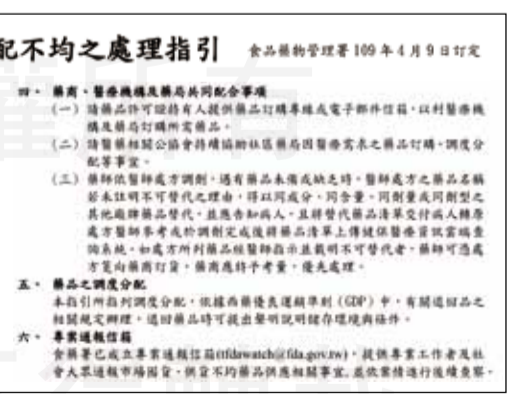 配不均之處理指引 食品藥物管理署 109 年 4 月 9 日訂定
四、藥商、醫療機構及藥局共同配合事項
(一) 請藥品許可證持有人提供藥品訂購專線或電子郵件信箱，以利醫療機
構及藥局訂購所需藥品。
(二) 請醫藥相關公協會持續協助社區藥局因醫療需求之藥品訂購、調度分
配等事宜。
(三) 藥師依醫師處方調劑，遇有藥品未備或缺乏時，醫師處方之藥品名稱
若未註明不可替代之理由，得以同成分、同含量、同劑量或同劑型之
其他廠牌藥品替代，並應告知病人，且將替代藥品清單交付病人轉原
處方醫師參考或於調劑完成後將藥品清單上傳健保醫療資訊雲端查
詢系統。如處方所列藥品經醫師指示並載明不可替代者，藥師可憑處
方箋向藥商訂貨，藥商應特予考量，優先處理。
五、藥品之調度分配
本指引所指列調度分配，依據西藥優良運銷準則 (GDP) 中，有關退回品之
相關規定辦理，退回藥品時可提出聲明說明儲存環境與條件。
六、專案通報信箱
食藥署已成立專案通報信箱(tfdawatch@fda.gov.tw)，提供專業工作者及社
會大眾通報市場囤貨、供貨不均藥品供應相關事宜，並依案情進行後續查察。